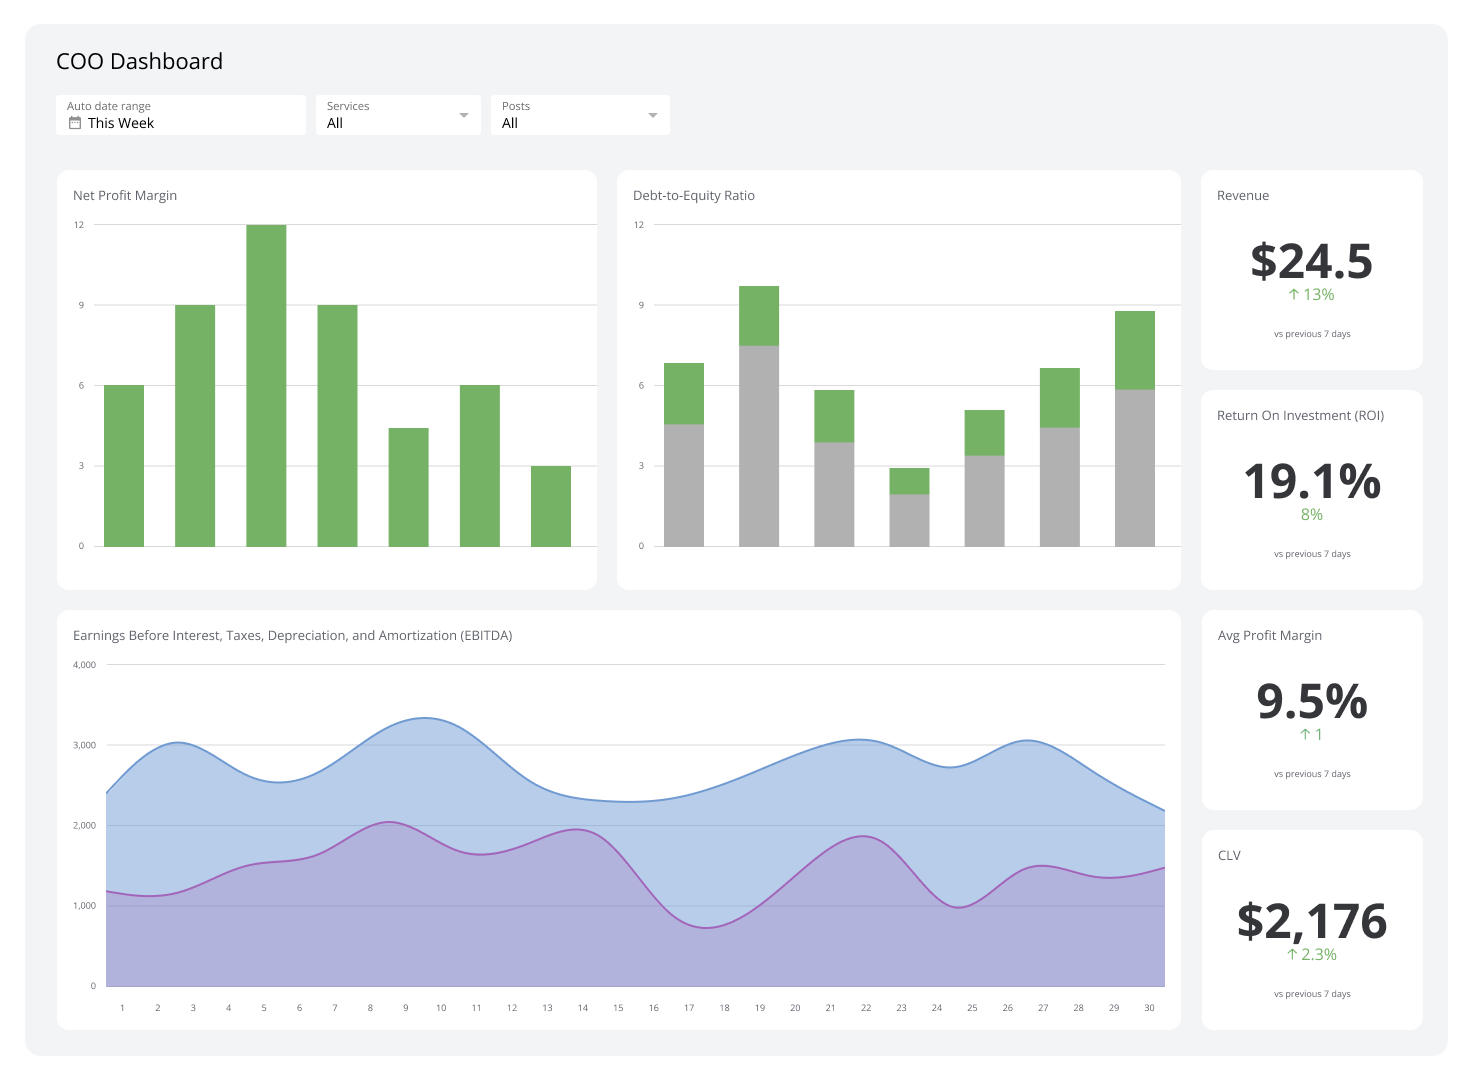 COO Dashboard
Auto date range
This Week
Services
All
Posts
All
Net Profit Margin
12
9
6
3
0
Debt-to-Equity Ratio
12
9
6
3
0
Revenue
$24.5
↑ 13%
vs previous 7 days
Return On Investment (ROI)
19.1%
8%
vs previous 7 days
Earnings Before Interest, Taxes, Depreciation, and Amortization (EBITDA)
4,000
3,000
2,000
1,000
0
1 2 3 4 5 6 7 8 9 10 11 12 13 14 15 16 17 18 19 20 21 22 23 24 25 26 27 28 29 30
Avg Profit Margin
9.5%
↑ 1
vs previous 7 days
CLV
$2,176
↑ 2.3%
vs previous 7 days